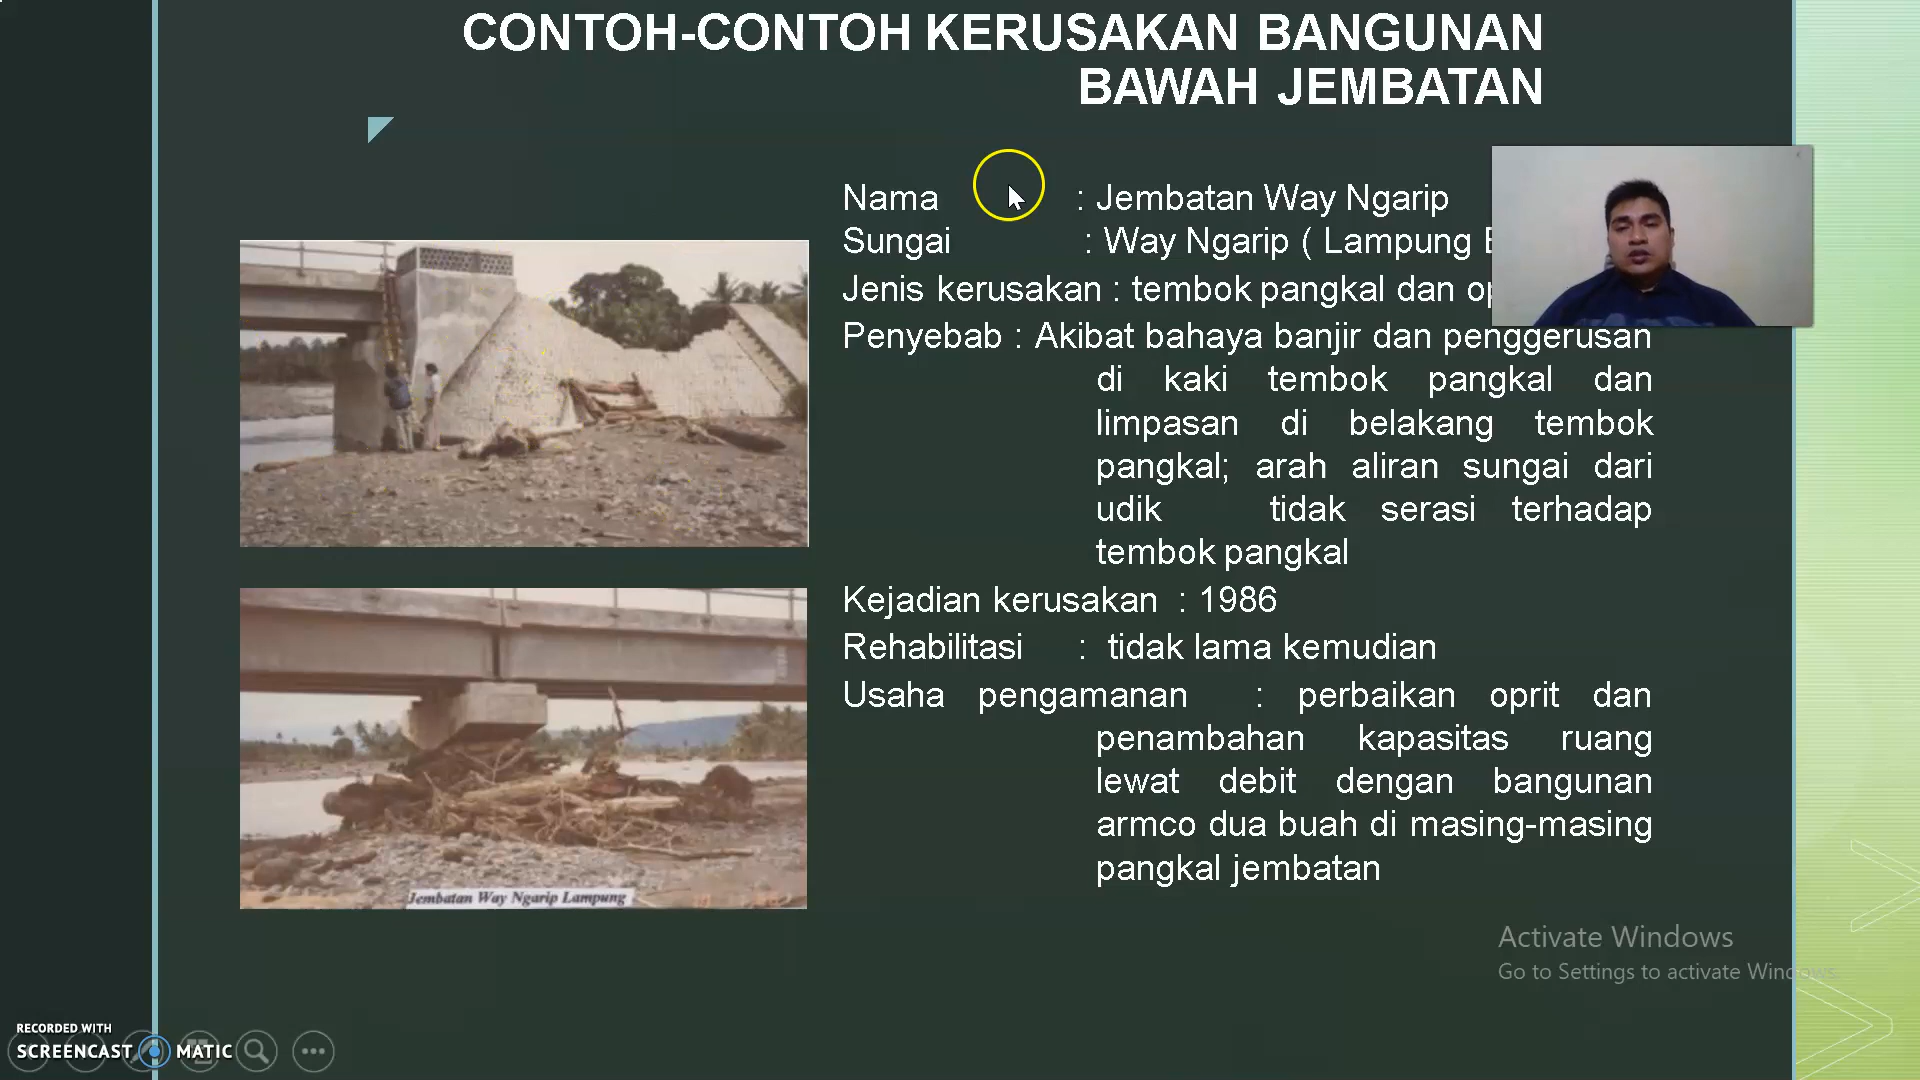 CONTOH-CONTOH KERUSAKAN BANGUNAN
BAWAH JEMBATAN
Nama : Jembatan Way Ngarip
Sungai : Way Ngarip ( Lampung
Jenis kerusakan : tembok pangkal dan
Penyebab : Akibat bahaya banjir dan penggerusan
di kaki tembok pangkal dan
limpasan di belakang tembok
pangkal; arah aliran sungai dari
udik tidak serasi terhadap
tembok pangkal
Kejadian kerusakan : 1986
Rehabilitasi : tidak lama kemudian
Usaha pengamanan : perbaikan oprit dan
penambahan kapasitas ruang
lewat debit dengan bangunan
armco dua buah di masing-masing
pangkal jembatan
Jembatan Way Ngarip Lampung
Activate Windows
Go to Settings to activate Windows.
RECORDED WITH
SCREENCAST MATIC